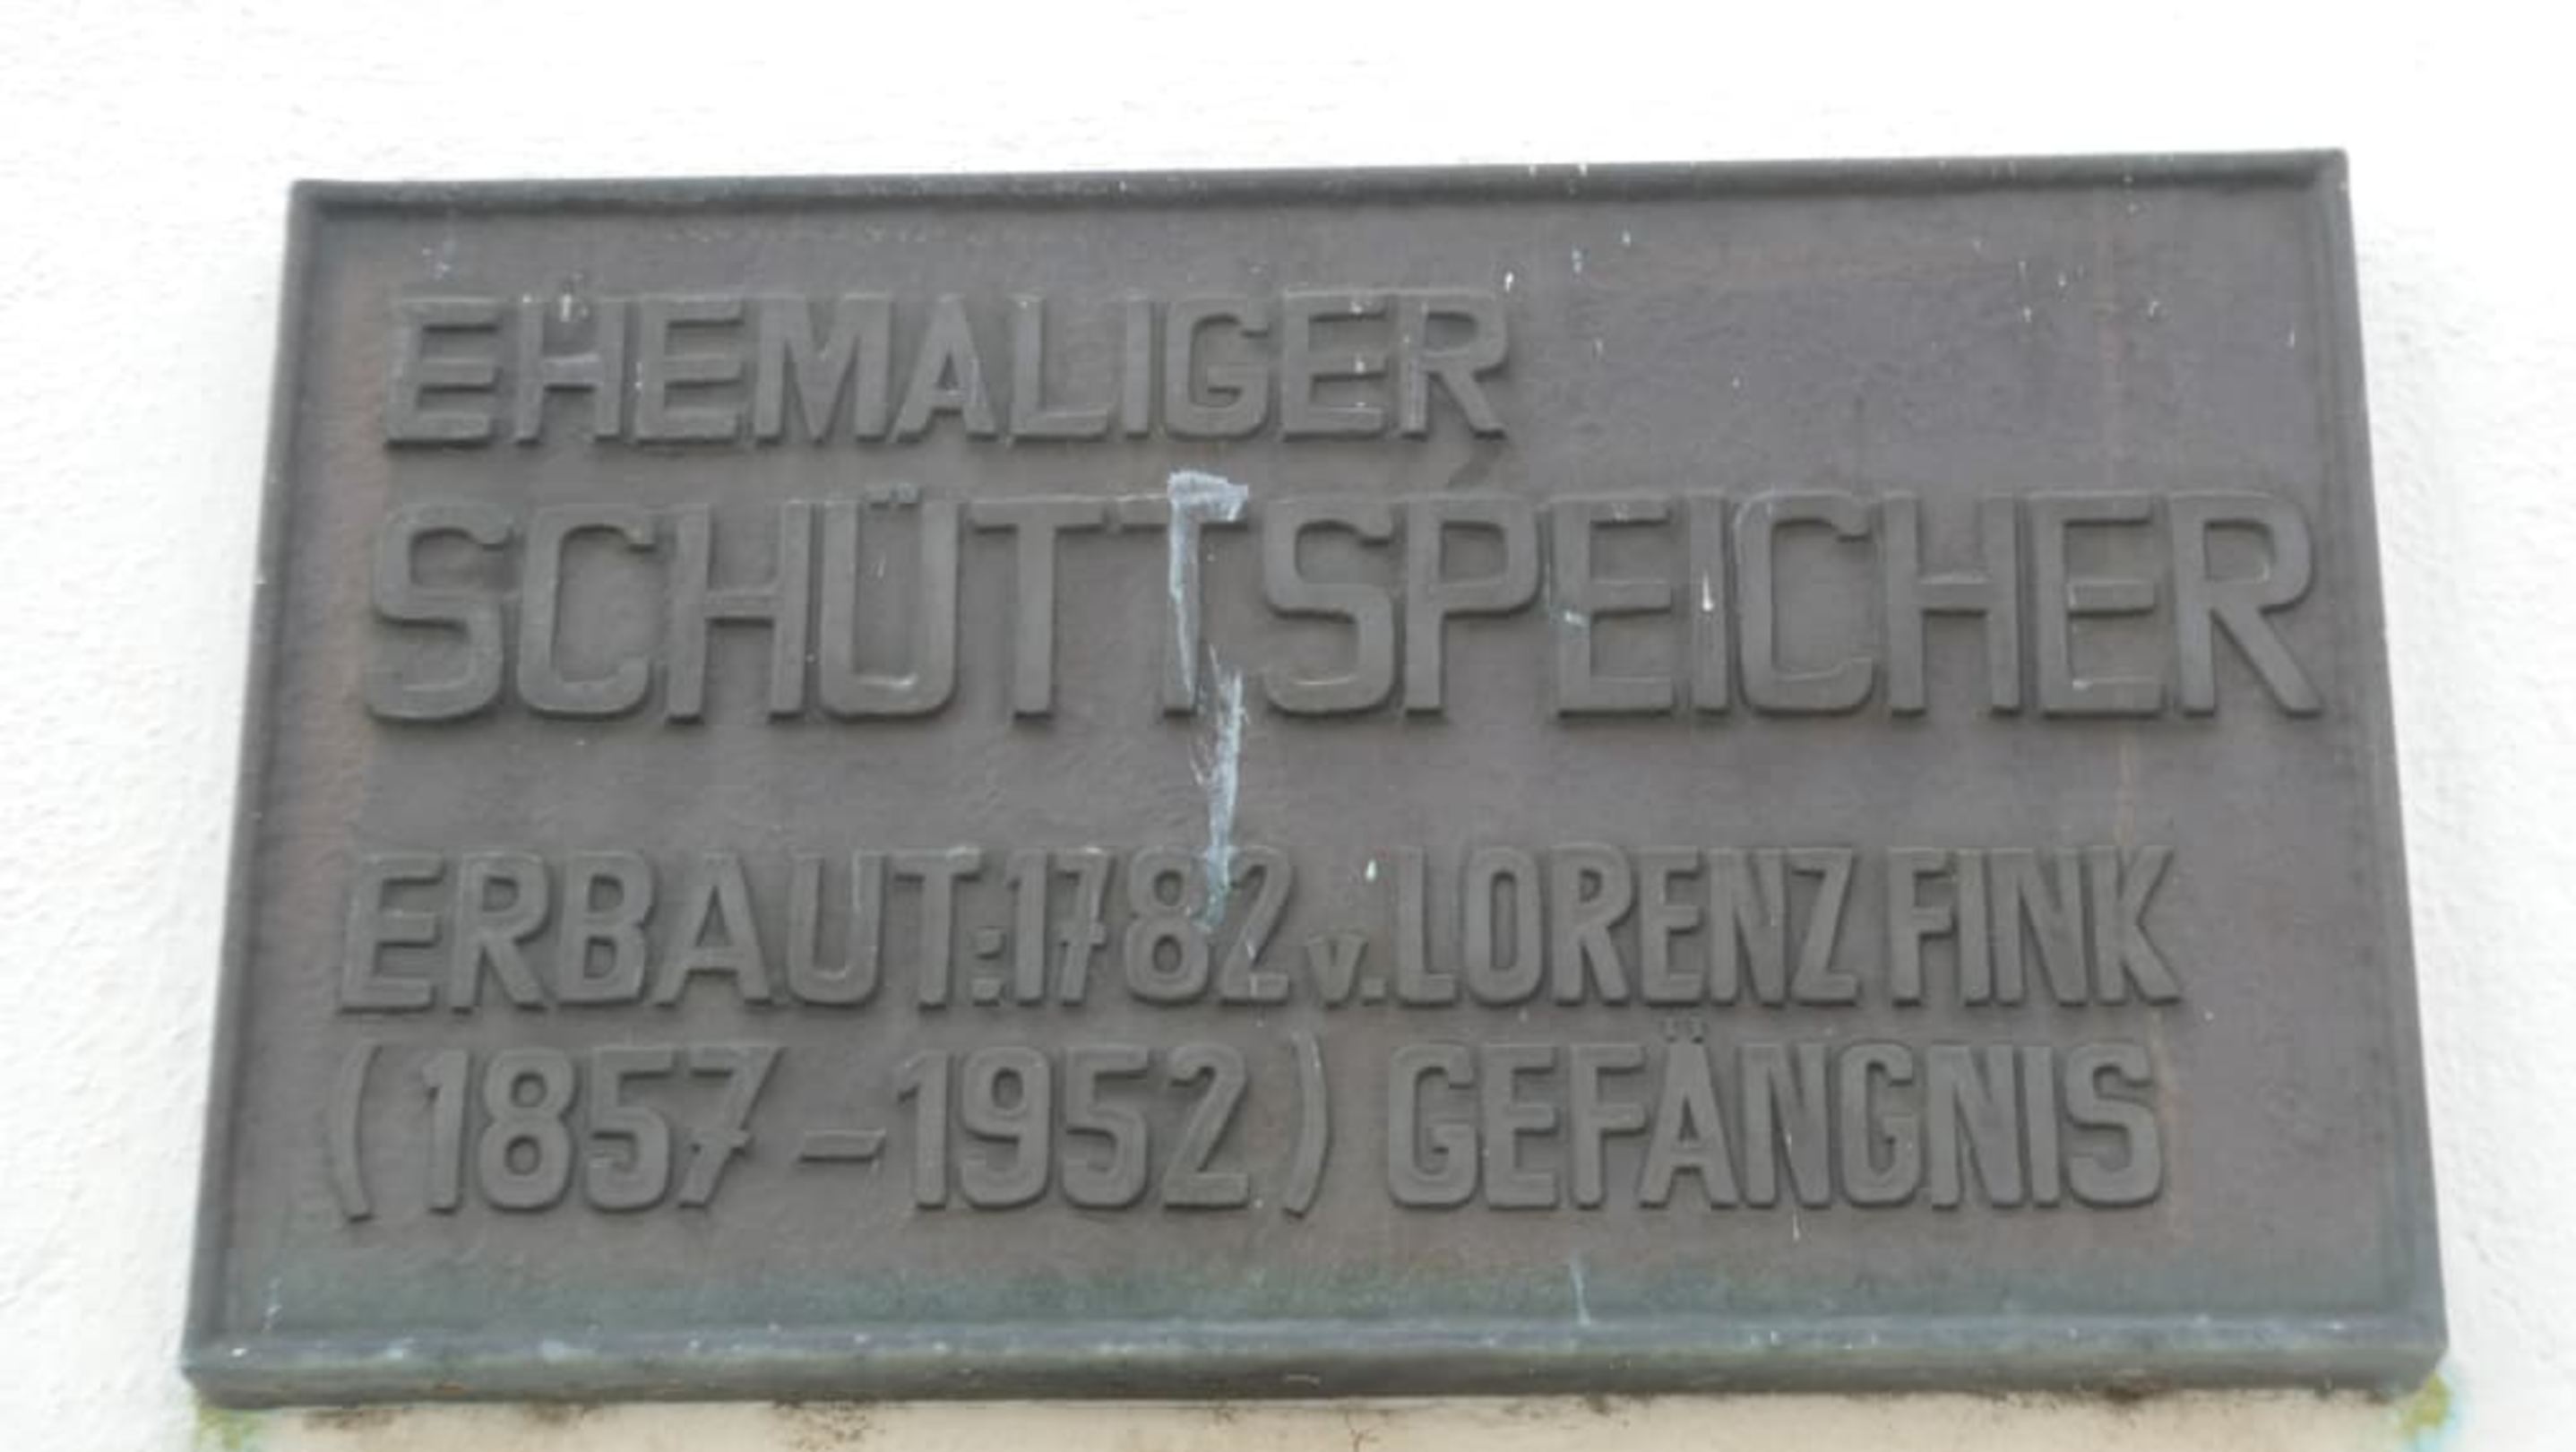 EHEMALIGER
SCHÜTTSPEICHER
ERBAUT:1782 v. LORENZ FINK
(1857-1952) GEFÄNGNIS